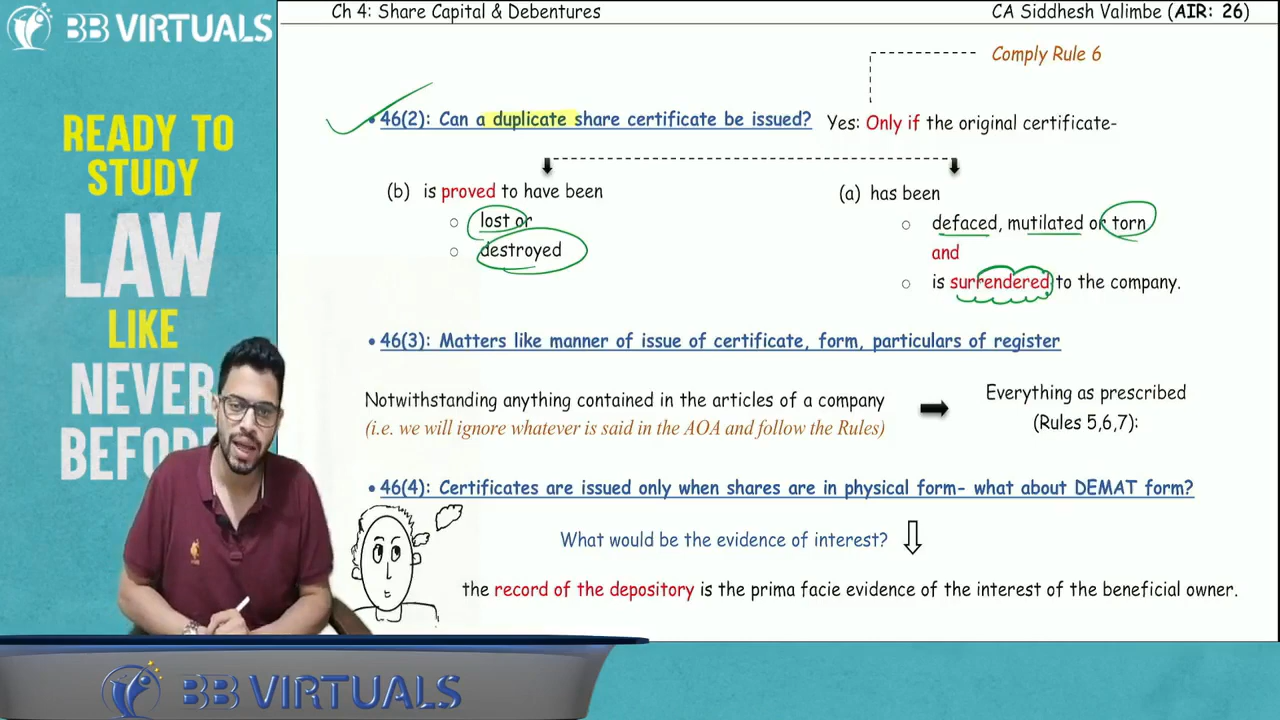 BB VIRTUALS
Ch 4: Share Capital & Debentures
CA Siddhesh Valimbe (AIR: 26)
READY TO
STUDY
LAW
LIKE
NEVER
Comply Rule 6
• 46(2): Can a duplicate share certificate be issued? Yes: Only if the original certificate-
(b) is proved to have been
○ lost or
○ destroyed
(a) has been
○ defaced, mutilated or torn
and
○ is surrendered to the company.
• 46(3): Matters like manner of issue of certificate, form, particulars of register
Notwithstanding anything contained in the articles of a company
(i.e. we will ignore whatever is said in the AOA and follow the Rules)
Everything as prescribed
(Rules 5,6,7):
• 46(4): Certificates are issued only when shares are in physical form- what about DEMAT form?
What would be the evidence of interest?
the record of the depository is the prima facie evidence of the interest of the beneficial owner.
BB VIRTUALS